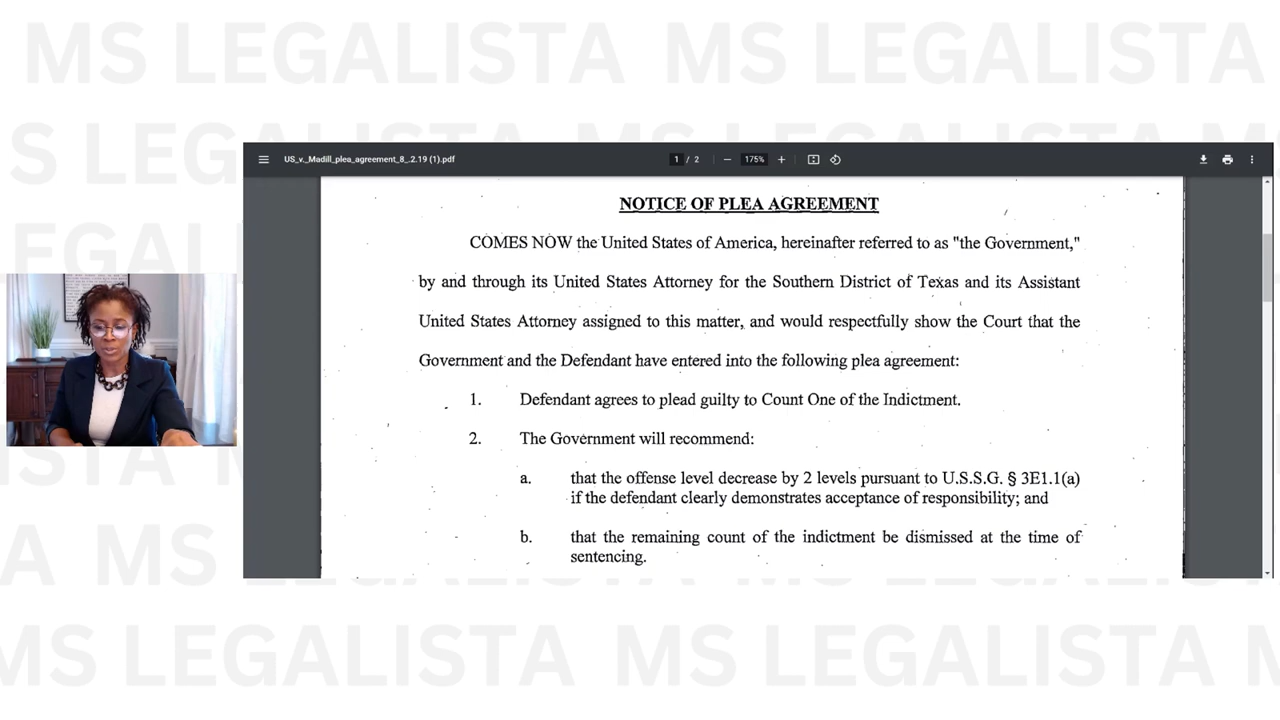 MS LEGALISTA MS LEGALISTA
S LEG
US_v._Madill_plea_agreement_8_.2.19 (1).pdf
1 / 2
175%
NOTICE OF PLEA AGREEMENT
COMES NOW the United States of America, hereinafter referred to as "the Government,"
by and through its United States Attorney for the Southern District of Texas and its Assistant
United States Attorney assigned to this matter, and would respectfully show the Court that the
Government and the Defendant have entered into the following plea agreement:
1. Defendant agrees to plead guilty to Count One of the Indictment.
2. The Government will recommend:
a. that the offense level decrease by 2 levels pursuant to U.S.S.G. § 3E1.1(a)
if the defendant clearly demonstrates acceptance of responsibility; and
b. that the remaining count of the indictment be dismissed at the time of
sentencing.
EGAL
ISTA
A MS
MS LEGALISTA MS LEGALISTA M